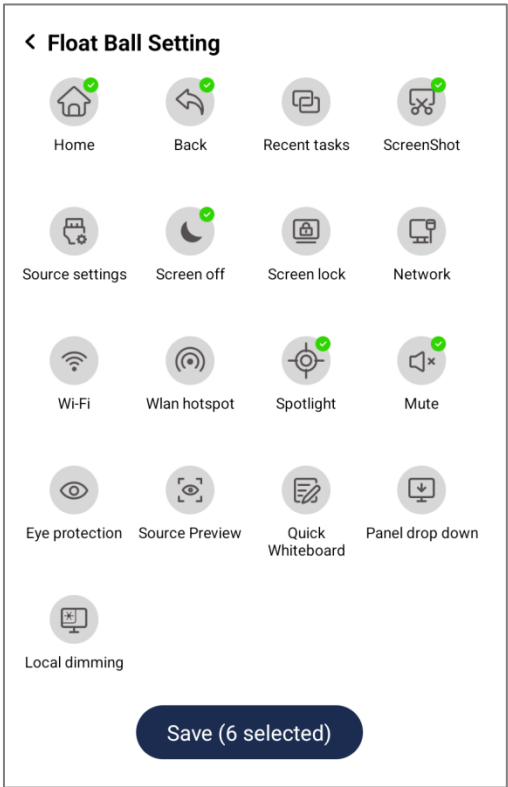 Float Ball Setting
Home Back Recent tasks ScreenShot
Source settings Screen off Screen lock Network
Wi-Fi Wlan hotspot Spotlight Mute
Eye protection Source Preview Quick Whiteboard Panel drop down
Local dimming
Save (6 selected)